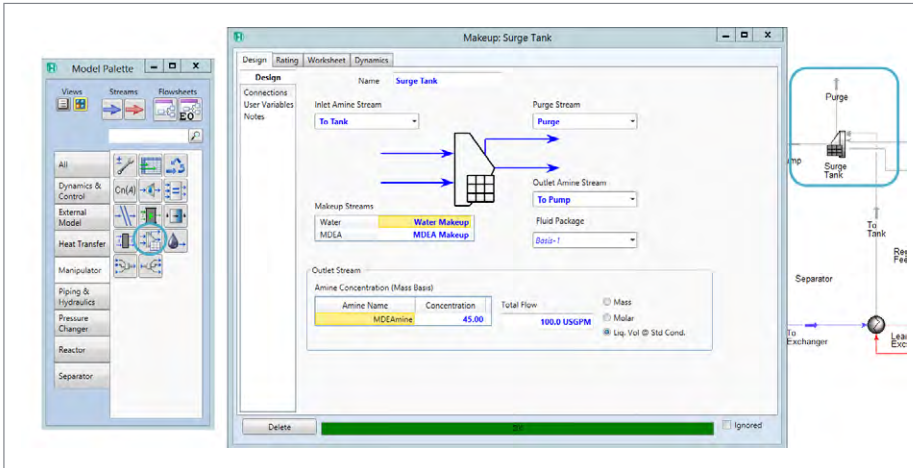 Model Palette
Views
Streams
Flowsheets
EO
All
Dynamics &
Control
External
Model
Heat Transfer
Manipulator
Piping &
Hydraulics
Pressure
Changer
Reactor
Separator
Cn(A)
Makeup: Surge Tank
Design Rating Worksheet Dynamics
Design
Connections
User Variables
Notes
Name Surge Tank
Inlet Amine Stream
To Tank
Purge Stream
Purge
Outlet Amine Stream
To Pump
Makeup Streams
Water Water Makeup
MDEA MDEA Makeup
Fluid Package
Basis-1
Outlet Stream
Amine Concentration (Mass Basis)
Amine Name Concentration
MDEAmine 45.00
Total Flow
100.0 USGPM
Mass
Molar
Liq. Vol @ Std Cond.
Delete
OK
Ignored
Purge
Surge
Tank
To
Tank
Separator
To
Exchanger